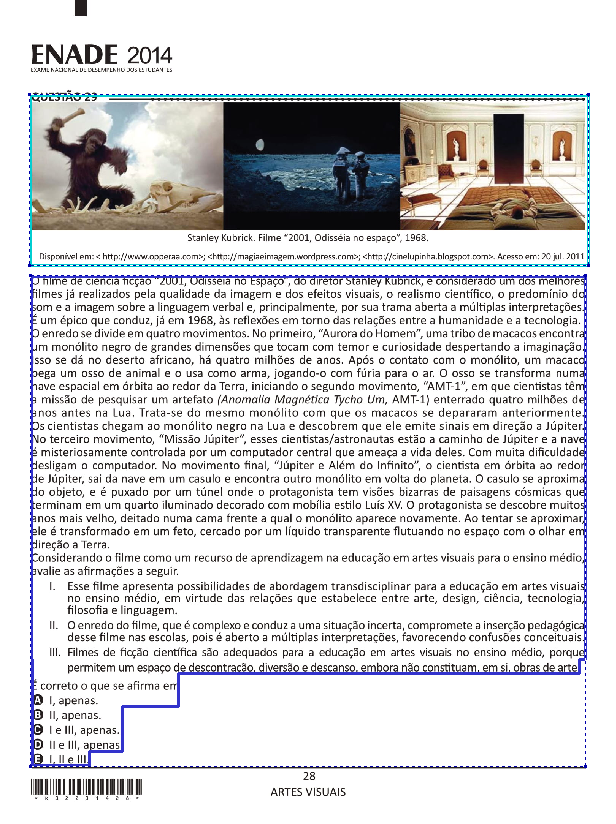 ENADE 2014
EXAME NACIONAL DE DESEMPENHO DOS ESTUDANTES
QUESTÃO 29
Stanley Kubrick. Filme “2001, Odisséia no espaço”, 1968.
Disponível em: < http://www.opperaa.com>; <http://magiaeimagem.wordpress.com>; <http://cinelupinha.blogspot.com>. Acesso em: 20 jul. 2011
O filme de ciência ficção “2001, Odisseia no Espaço”, do diretor Stanley Kubrick, é considerado um dos melhores
filmes já realizados pela qualidade da imagem e dos efeitos visuais, o realismo científico, o predomínio do
som e a imagem sobre a linguagem verbal e, principalmente, por sua trama aberta a múltiplas interpretações.
É um épico que conduz, já em 1968, às reflexões em torno das relações entre a humanidade e a tecnologia.
O enredo se divide em quatro movimentos. No primeiro, “Aurora do Homem”, uma tribo de macacos encontra
um monólito negro de grandes dimensões que tocam com temor e curiosidade despertando a imaginação.
Isso se dá no deserto africano, há quatro milhões de anos. Após o contato com o monólito, um macaco
pega um osso de animal e o usa como arma, jogando-o com fúria para o ar. O osso se transforma numa
nave espacial em órbita ao redor da Terra, iniciando o segundo movimento, “AMT-1”, em que cientistas têm
a missão de pesquisar um artefato (Anomalia Magnética Tycho Um, AMT-1) enterrado quatro milhões de
anos antes na Lua. Trata-se do mesmo monólito com que os macacos se depararam anteriormente.
Os cientistas chegam ao monólito negro na Lua e descobrem que ele emite sinais em direção a Júpiter.
No terceiro movimento, “Missão Júpiter”, esses cientistas/astronautas estão a caminho de Júpiter e a nave
é misteriosamente controlada por um computador central que ameaça a vida deles. Com muita dificuldade
desligam o computador. No movimento final, “Júpiter e Além do Infinito”, o cientista em órbita ao redor
de Júpiter, sai da nave em um casulo e encontra outro monólito em volta do planeta. O casulo se aproxima
do objeto, e é puxado por um túnel onde o protagonista tem visões bizarras de paisagens cósmicas que
terminam em um quarto iluminado decorado com mobília estilo Luís XV. O protagonista se descobre muitos
anos mais velho, deitado numa cama frente a qual o monólito aparece novamente. Ao tentar se aproximar,
ele é transformado em um feto, cercado por um líquido transparente flutuando no espaço com o olhar em
direção a Terra.
Considerando o filme como um recurso de aprendizagem na educação em artes visuais para o ensino médio,
avalie as afirmações a seguir.
I. Esse filme apresenta possibilidades de abordagem transdisciplinar para a educação em artes visuais
no ensino médio, em virtude das relações que estabelece entre arte, design, ciência, tecnologia,
filosofia e linguagem.
II. O enredo do filme, que é complexo e conduz a uma situação incerta, compromete a inserção pedagógica
desse filme nas escolas, pois é aberto a múltiplas interpretações, favorecendo confusões conceituais.
III. Filmes de ficção científica são adequados para a educação em artes visuais no ensino médio, porque
permitem um espaço de descontração, diversão e descanso, embora não constituam, em si, obras de arte.
É correto o que se afirma em
A I, apenas.
B II, apenas.
C I e III, apenas.
D II e III, apenas.
E I, II e III.
28
ARTES VISUAIS